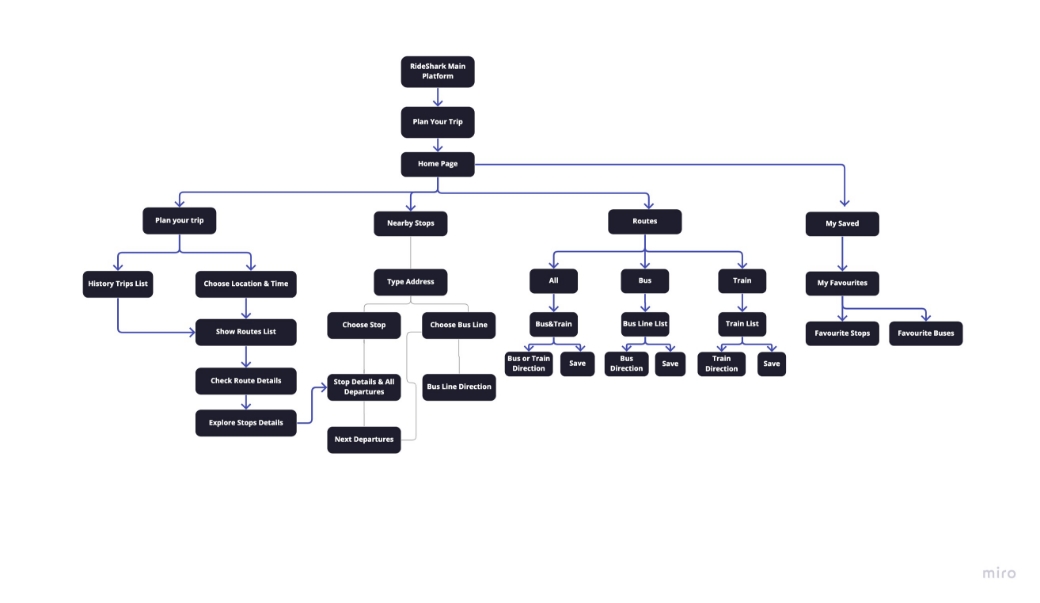 RideShark Main
Platform
Plan Your Trip
Home Page
Plan your trip
Nearby Stops
Routes
My Saved
History Trips List
Choose Location & Time
Type Address
All
Bus
Train
My Favourites
Show Routes List
Choose Stop
Choose Bus Line
Bus&Train
Bus Line List
Train List
Favourite Stops
Favourite Buses
Bus or Train
Direction
Save
Bus
Direction
Save
Train
Direction
Save
Check Route Details
Stop Details & All
Departures
Bus Line Direction
Explore Stops Details
Next Departures
miro